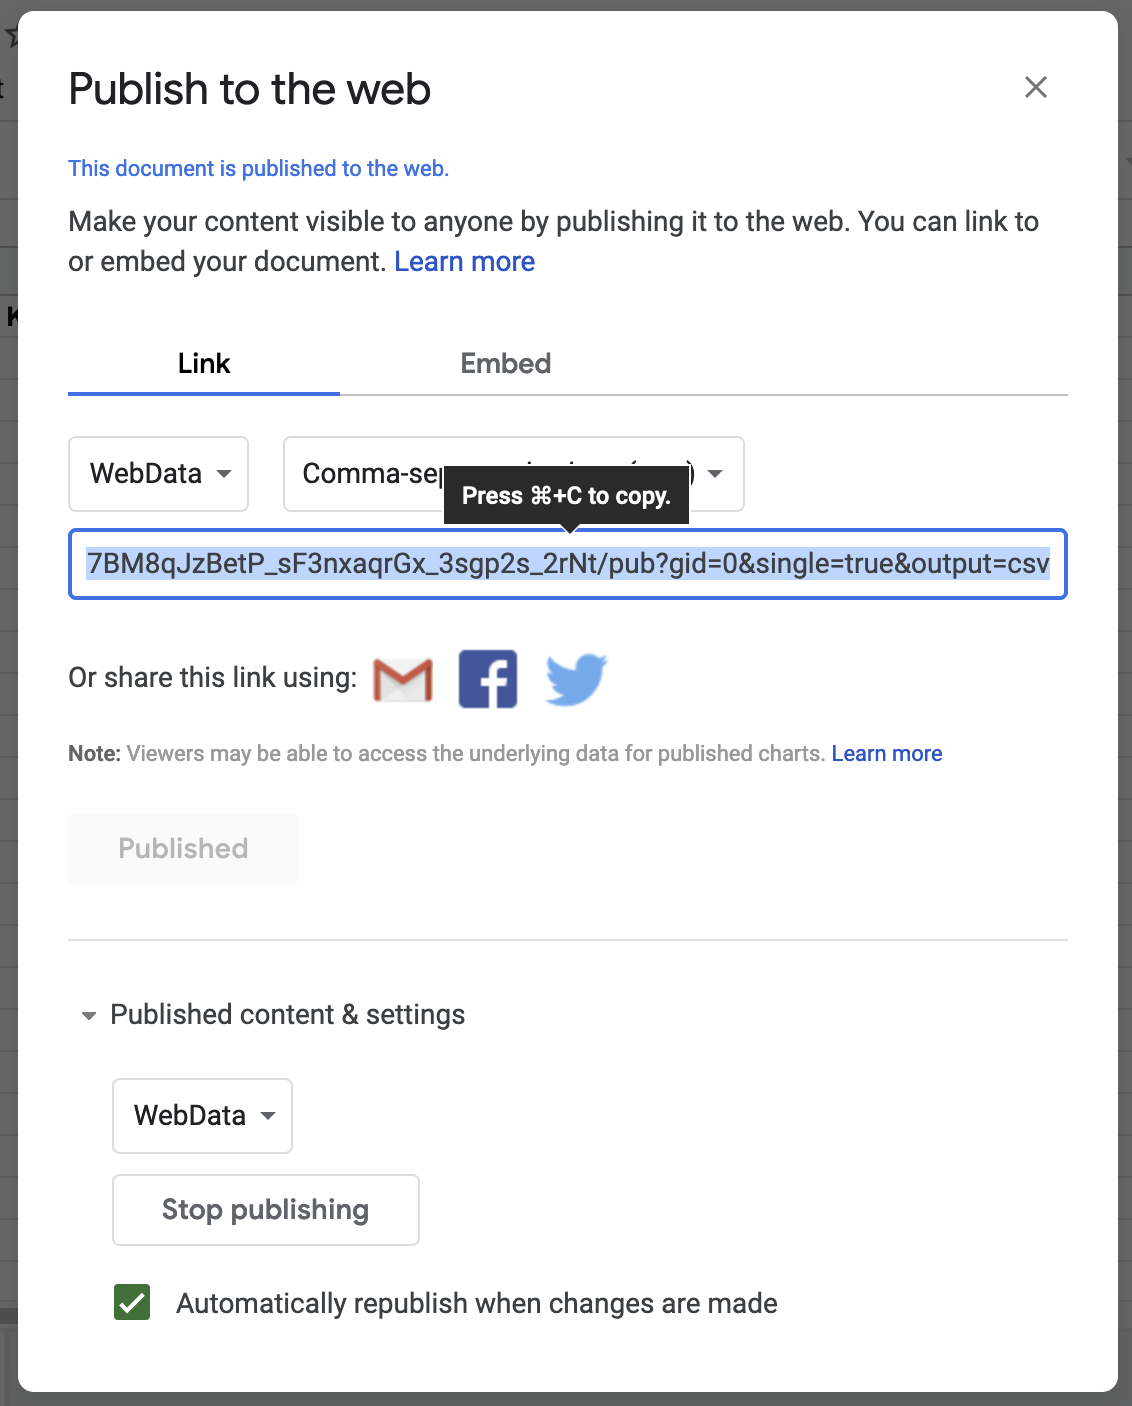 Publish to the web
This document is published to the web.
Make your content visible to anyone by publishing it to the web. You can link to
or embed your document. Learn more
Link Embed
WebData Comma-sep
Press ⌘+C to copy.
7BM8qJzBetP_sF3nxaqrGx_3sgp2s_2rNt/pub?gid=0&single=true&output=csv
Or share this link using:
Note: Viewers may be able to access the underlying data for published charts. Learn more
Published
Published content & settings
WebData
Stop publishing
Automatically republish when changes are made